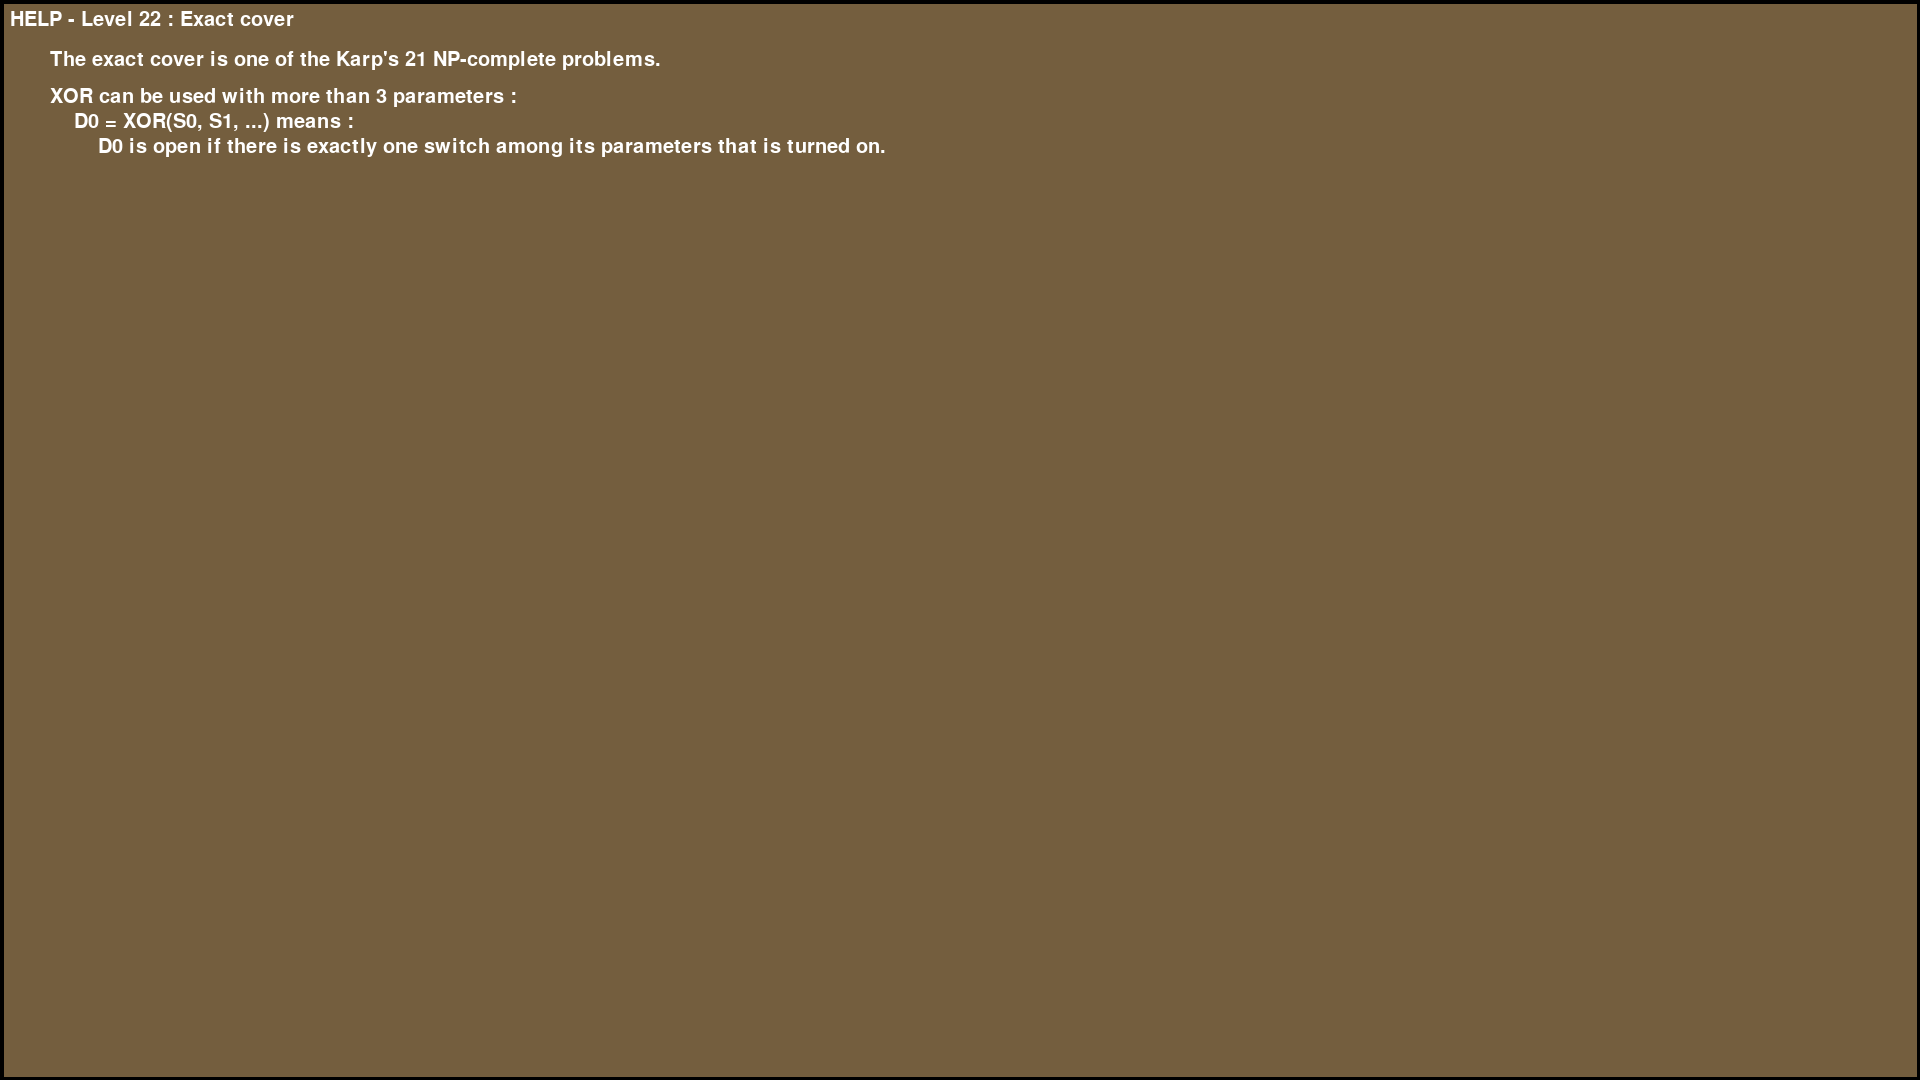 HELP - Level 22 : Exact cover
The exact cover is one of the Karp's 21 NP-complete problems.
XOR can be used with more than 3 parameters :
D0 = XOR(S0, S1, ...) means :
D0 is open if there is exactly one switch among its parameters that is turned on.